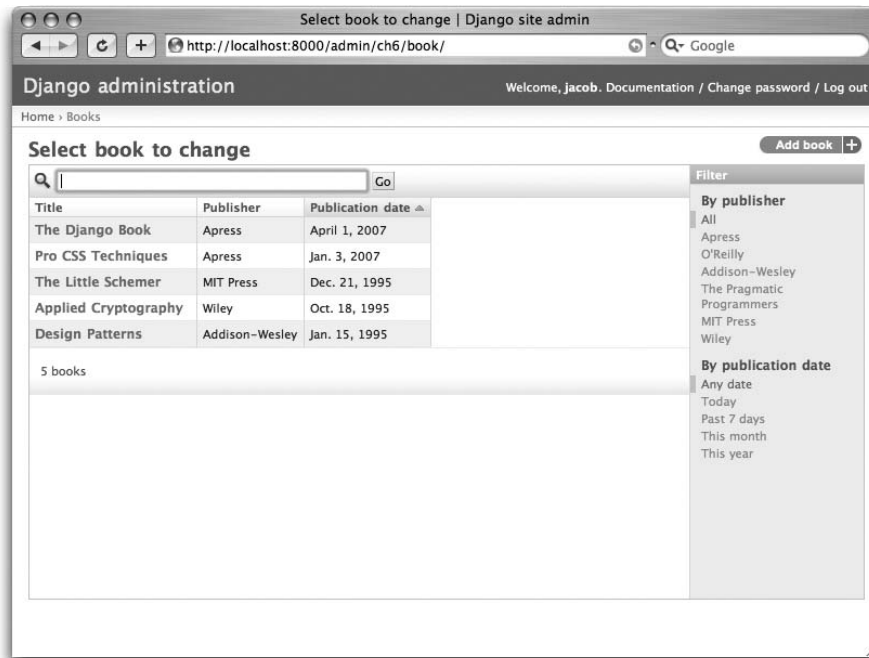 Select book to change | Django site admin
http://localhost:8000/admin/ch6/book/
Google
Django administration
Welcome, jacob. Documentation / Change password / Log out
Home › Books
Select book to change
Add book +
Go
Title Publisher Publication date
The Django Book Apress April 1, 2007
Pro CSS Techniques Apress Jan. 3, 2007
The Little Schemer MIT Press Dec. 21, 1995
Applied Cryptography Wiley Oct. 18, 1995
Design Patterns Addison-Wesley Jan. 15, 1995
5 books
Filter
By publisher
All
Apress
O'Reilly
Addison-Wesley
The Pragmatic
Programmers
MIT Press
Wiley
By publication date
Any date
Today
Past 7 days
This month
This year